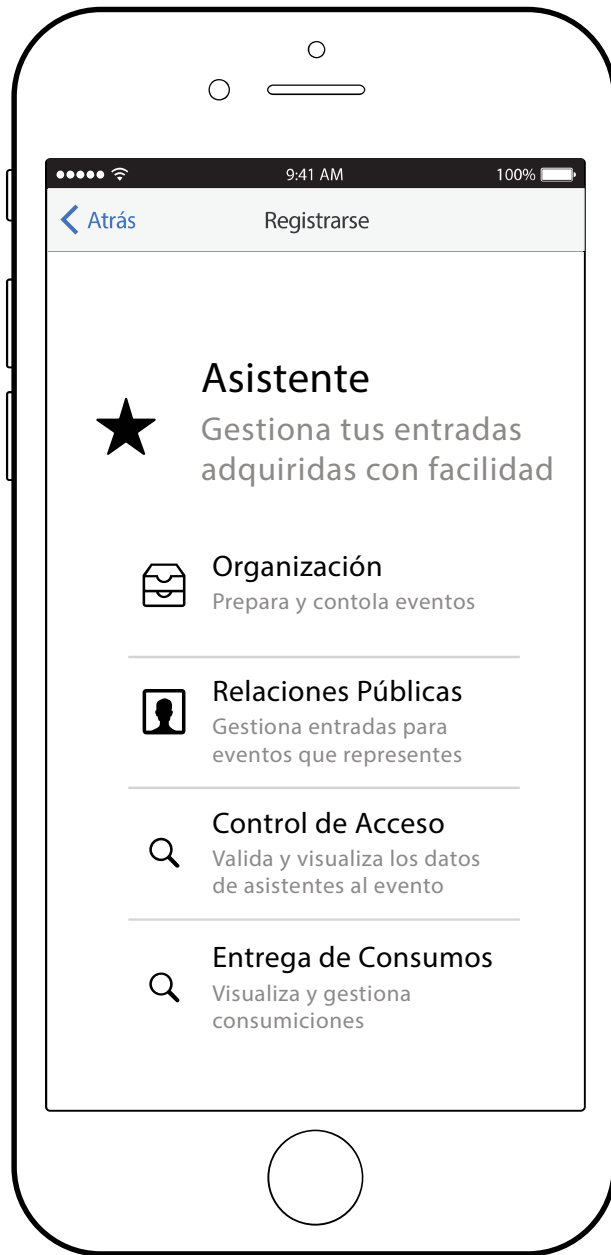 9:41 AM
100%
Atrás
Registrarse
Asistente
Gestiona tus entradas
adquiridas con facilidad
Organización
Prepara y contola eventos
Relaciones Públicas
Gestiona entradas para
eventos que representes
Control de Acceso
Valida y visualiza los datos
de asistentes al evento
Entrega de Consumos
Visualiza y gestiona
consumiciones